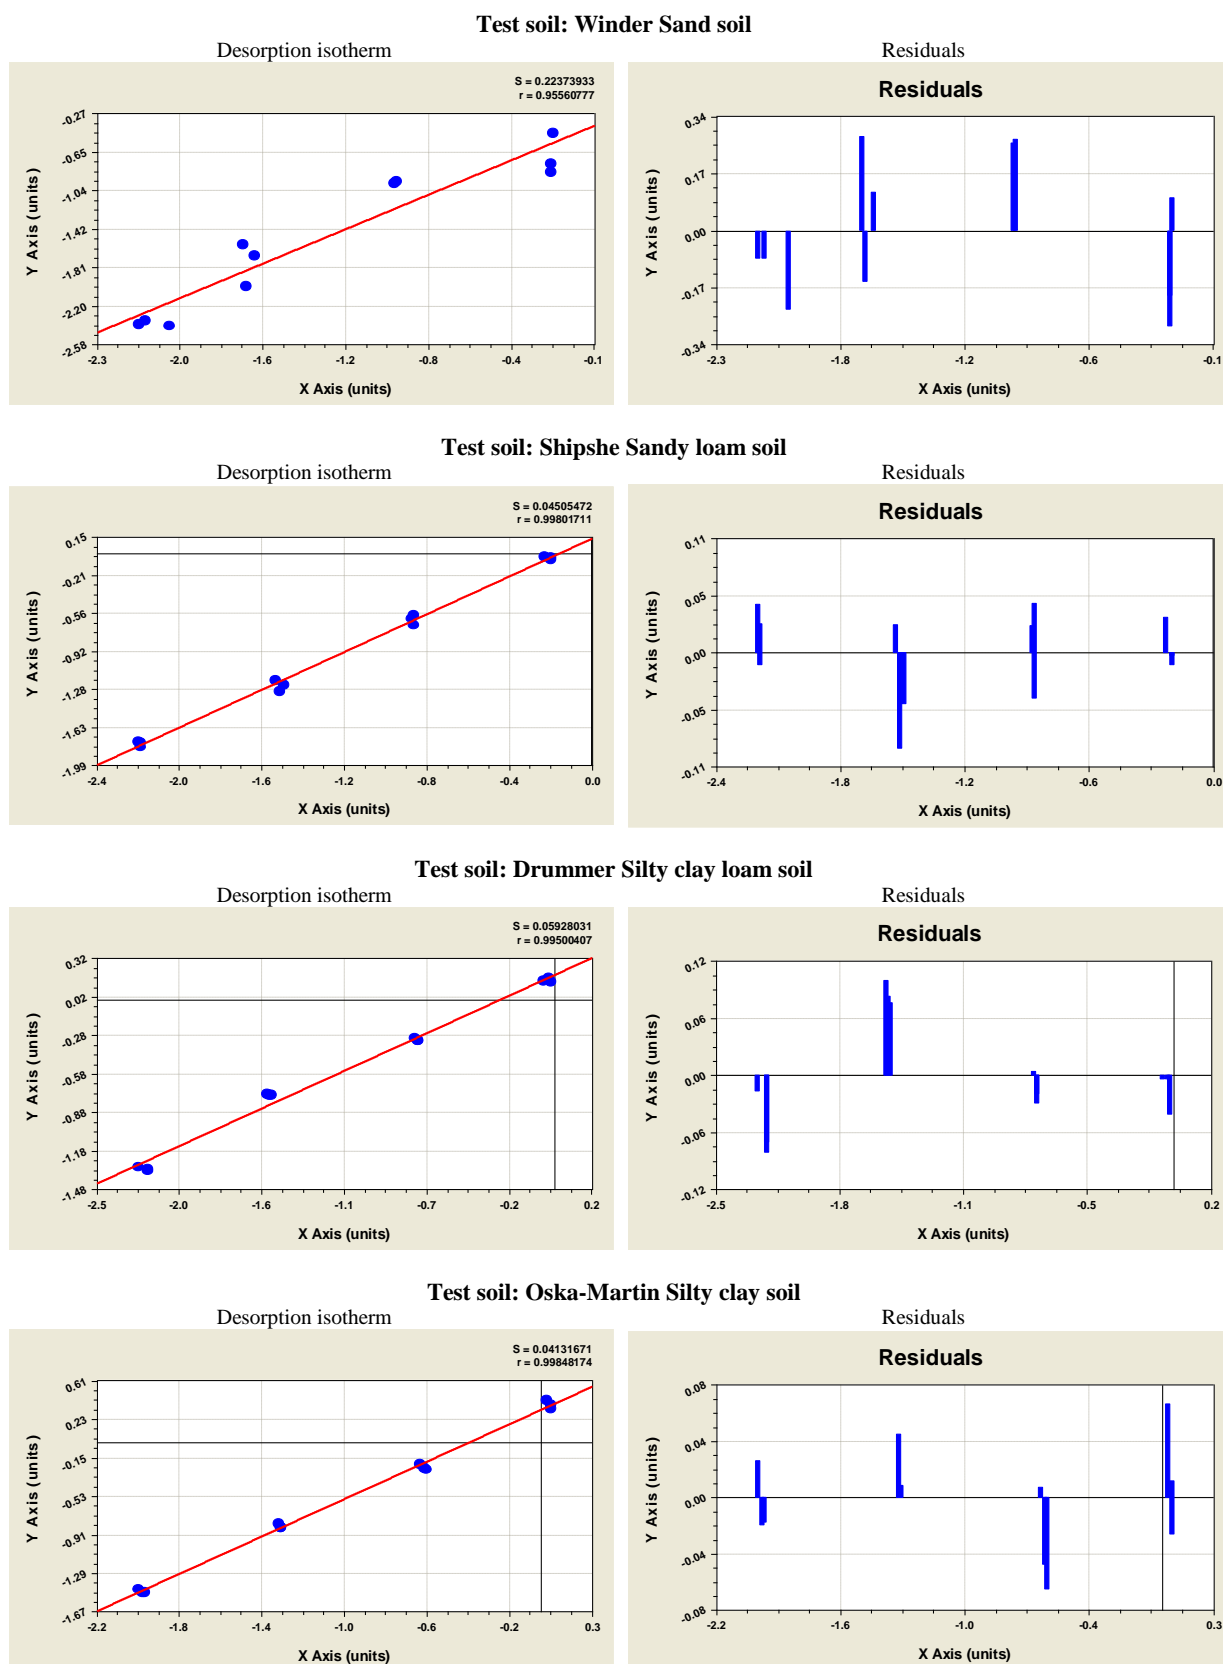 Test soil: Winder Sand soil
Desorption isotherm
Residuals
S = 0.22373933
r = 0.95560777
Y Axis (units)
-0.27
-0.65
-1.04
-1.42
-1.81
-2.20
-2.58
-2.3 -2.0 -1.6 -1.2 -0.8 -0.4 -0.1
X Axis (units)
Residuals
Y Axis (units)
0.34
0.17
0.00
-0.17
-0.34
-2.3 -1.8 -1.2 -0.6 -0.1
X Axis (units)
Test soil: Shipshe Sandy loam soil
Desorption isotherm
Residuals
S = 0.04505472
r = 0.99801711
Y Axis (units)
0.15
-0.21
-0.56
-0.92
-1.28
-1.63
-1.99
-2.4 -2.0 -1.6 -1.2 -0.8 -0.4 0.0
X Axis (units)
Residuals
Y Axis (units)
0.11
0.05
0.00
-0.05
-0.11
-2.4 -1.8 -1.2 -0.6 0.0
X Axis (units)
Test soil: Drummer Silty clay loam soil
Desorption isotherm
Residuals
S = 0.05928031
r = 0.99500407
Y Axis (units)
0.32
0.02
-0.28
-0.58
-0.88
-1.18
-1.48
-2.5 -2.0 -1.6 -1.1 -0.7 -0.2 0.2
X Axis (units)
Residuals
Y Axis (units)
0.12
0.06
0.00
-0.06
-0.12
-2.5 -1.8 -1.1 -0.5 0.2
X Axis (units)
Test soil: Oska-Martin Silty clay soil
Desorption isotherm
Residuals
S = 0.04131671
r = 0.99848174
Y Axis (units)
0.61
0.23
-0.15
-0.53
-0.91
-1.29
-1.67
-2.2 -1.8 -1.4 -1.0 -0.6 -0.2 0.3
X Axis (units)
Residuals
Y Axis (units)
0.08
0.04
0.00
-0.04
-0.08
-2.2 -1.6 -1.0 -0.4 0.3
X Axis (units)